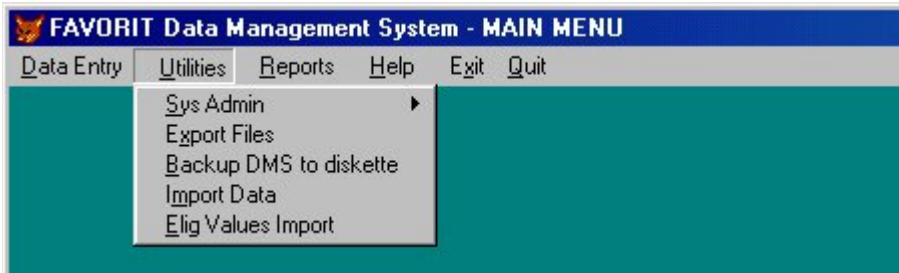 FAVORIT Data Management System - MAIN MENU
Data Entry Utilities Reports Help Exit Quit
Sys Admin
Export Files
Backup DMS to diskette
Import Data
Elig Values Import